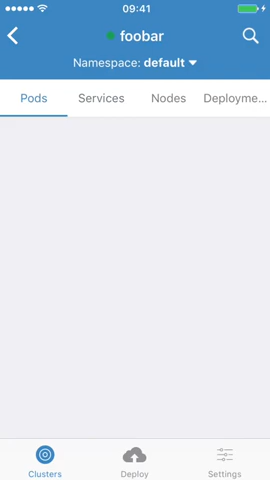 09:41
foobar
Namespace: default
Pods Services Nodes Deployme...
Clusters Deploy Settings